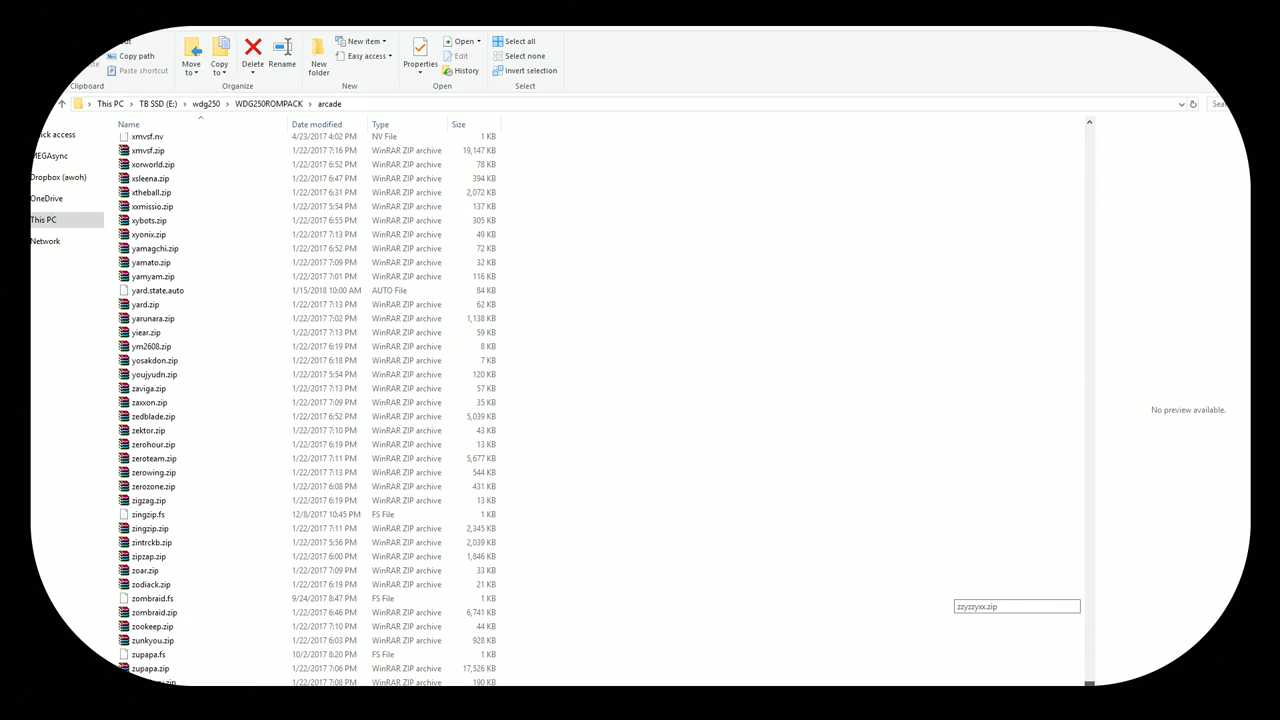 Copy path
Paste shortcut
Clipboard
Move to
Copy to
Delete
Rename
Organize
New folder
New item
Easy access
New
Properties
Open
Edit
History
Open
Select all
Select none
Invert selection
Select
This PC > TB SSD (E:) > wdg250 > WDG250ROMPACK > arcade
Name Date modified Type Size
ck access
MEGAsync
Dropbox (awoh)
OneDrive
This PC
Network
xmvsf.nv 4/23/2017 4:02 PM NV File 1 KB
xmvsf.zip 1/22/2017 7:16 PM WinRAR ZIP archive 19,147 KB
xorworld.zip 1/22/2017 6:52 PM WinRAR ZIP archive 78 KB
xsleena.zip 1/22/2017 6:47 PM WinRAR ZIP archive 394 KB
xtheball.zip 1/22/2017 6:31 PM WinRAR ZIP archive 2,072 KB
xxmissio.zip 1/22/2017 5:54 PM WinRAR ZIP archive 137 KB
xybots.zip 1/22/2017 6:55 PM WinRAR ZIP archive 305 KB
xyonix.zip 1/22/2017 7:13 PM WinRAR ZIP archive 49 KB
yamagchi.zip 1/22/2017 6:52 PM WinRAR ZIP archive 72 KB
yamato.zip 1/22/2017 7:09 PM WinRAR ZIP archive 32 KB
yamyam.zip 1/22/2017 7:01 PM WinRAR ZIP archive 116 KB
yard.state.auto 1/15/2018 10:00 AM AUTO File 84 KB
yard.zip 1/22/2017 7:13 PM WinRAR ZIP archive 62 KB
yarunara.zip 1/22/2017 7:02 PM WinRAR ZIP archive 1,138 KB
yiear.zip 1/22/2017 7:13 PM WinRAR ZIP archive 59 KB
ym2608.zip 1/22/2017 6:19 PM WinRAR ZIP archive 8 KB
yosakdon.zip 1/22/2017 6:18 PM WinRAR ZIP archive 7 KB
youjyudn.zip 1/22/2017 5:54 PM WinRAR ZIP archive 120 KB
zaviga.zip 1/22/2017 7:13 PM WinRAR ZIP archive 57 KB
zaxxon.zip 1/22/2017 7:09 PM WinRAR ZIP archive 35 KB
zedblade.zip 1/22/2017 6:52 PM WinRAR ZIP archive 5,039 KB
zektor.zip 1/22/2017 7:10 PM WinRAR ZIP archive 43 KB
zerohour.zip 1/22/2017 6:19 PM WinRAR ZIP archive 13 KB
zeroteam.zip 1/22/2017 7:11 PM WinRAR ZIP archive 5,677 KB
zerowing.zip 1/22/2017 7:13 PM WinRAR ZIP archive 544 KB
zerozone.zip 1/22/2017 6:08 PM WinRAR ZIP archive 431 KB
zigzag.zip 1/22/2017 6:19 PM WinRAR ZIP archive 13 KB
zingzip.fs 12/8/2017 10:45 PM FS File 1 KB
zingzip.zip 1/22/2017 7:11 PM WinRAR ZIP archive 2,345 KB
zintrckb.zip 1/22/2017 5:56 PM WinRAR ZIP archive 2,039 KB
zipzap.zip 1/22/2017 6:00 PM WinRAR ZIP archive 1,846 KB
zoar.zip 1/22/2017 7:09 PM WinRAR ZIP archive 33 KB
zodiack.zip 1/22/2017 6:19 PM WinRAR ZIP archive 21 KB
zombraid.fs 9/24/2017 8:47 PM FS File 1 KB
zombraid.zip 1/22/2017 6:46 PM WinRAR ZIP archive 6,741 KB
zookeep.zip 1/22/2017 7:10 PM WinRAR ZIP archive 44 KB
zunkyou.zip 1/22/2017 6:03 PM WinRAR ZIP archive 928 KB
zupapa.fs 10/2/2017 8:20 PM FS File 1 KB
zupapa.zip 1/22/2017 7:06 PM WinRAR ZIP archive 17,526 KB
.zip 1/22/2017 7:08 PM WinRAR ZIP archive 190 KB
No preview available.
zzyzzyxx.zip